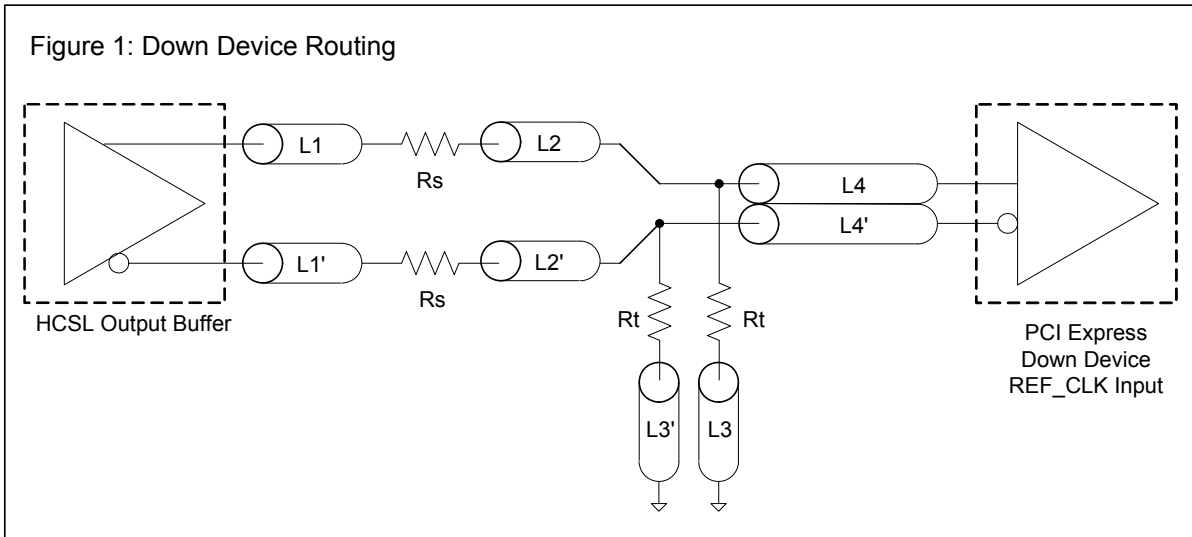 Figure 1: Down Device Routing
L1
Rs
L2
L4
L4'
L1'
Rs
L2'
HCSL Output Buffer
Rt
Rt
PCI Express
Down Device
REF_CLK Input
L3'
L3